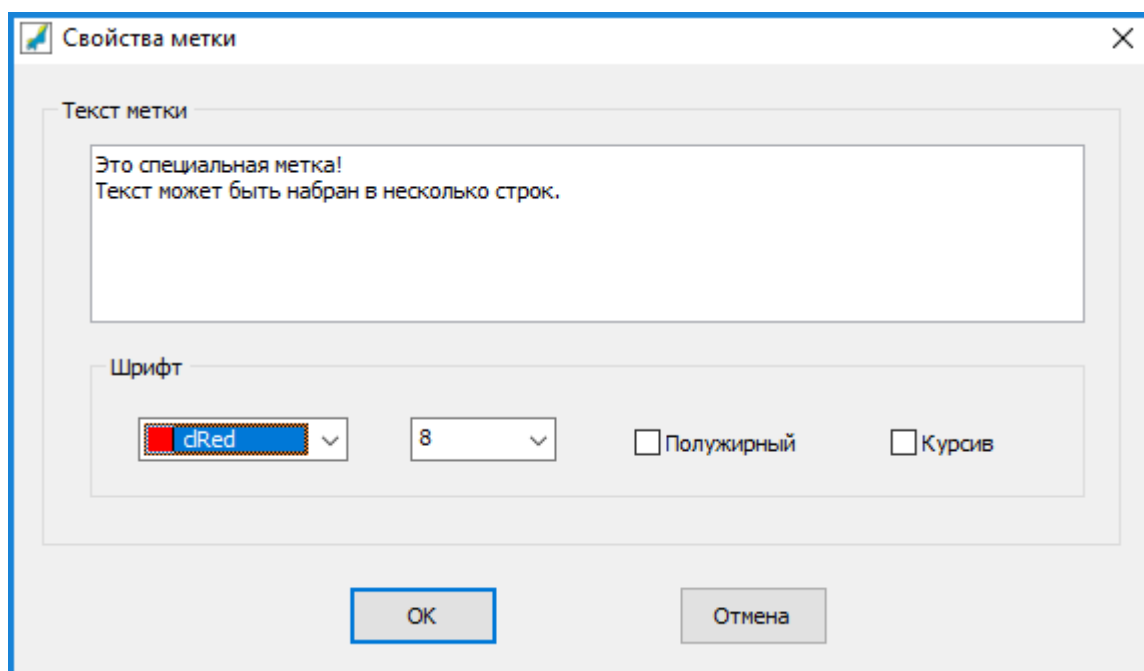 Свойства метки
Текст метки
Это специальная метка!
Текст может быть набран в несколько строк.
Шрифт
clRed
8
Полужирный
Курсив
OK
Отмена